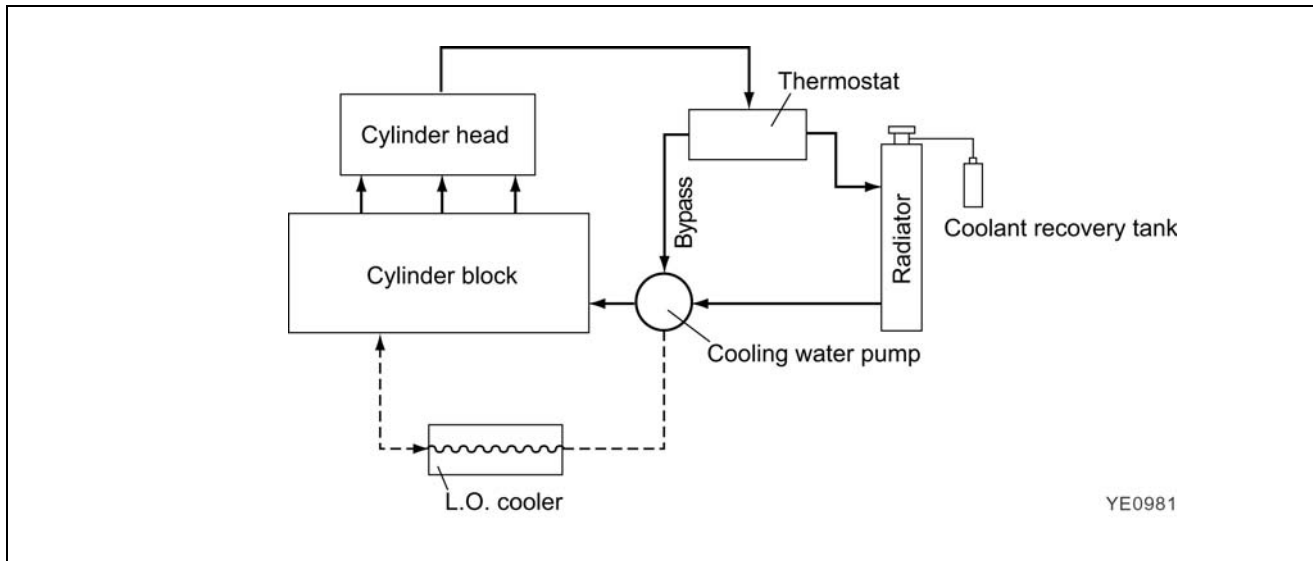 Thermostat
Cylinder head
Bypass
Radiator
Coolant recovery tank
Cylinder block
Cooling water pump
L.O. cooler
YE0981